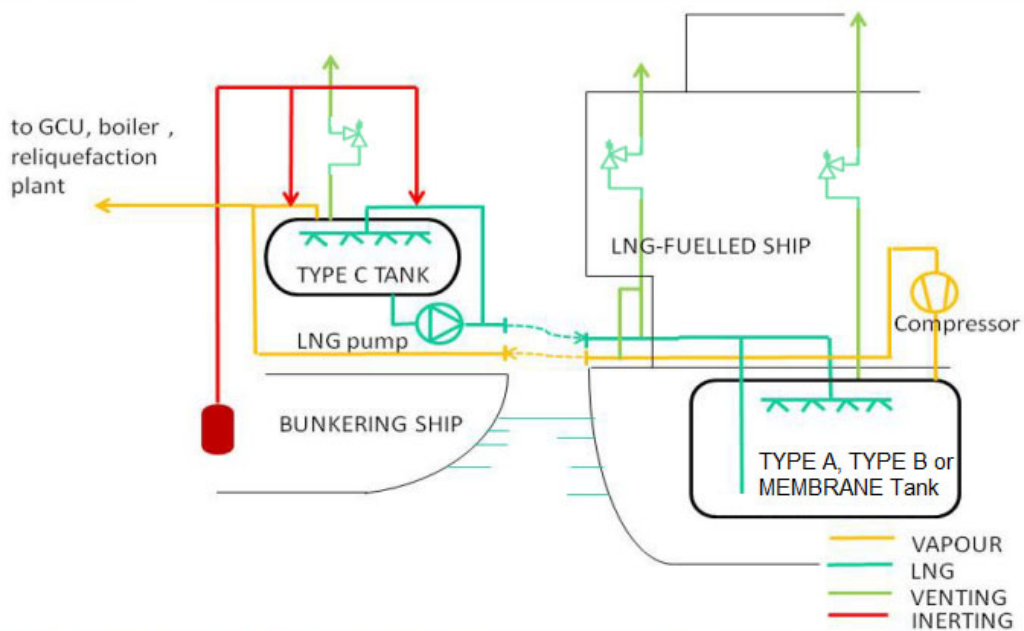 to GCU, boiler ,
reliquefaction
plant
TYPE C TANK
LNG pump
BUNKERING SHIP
LNG-FUELLED SHIP
Compressor
TYPE A, TYPE B or
MEMBRANE Tank
VAPOUR
LNG
VENTING
INERTING